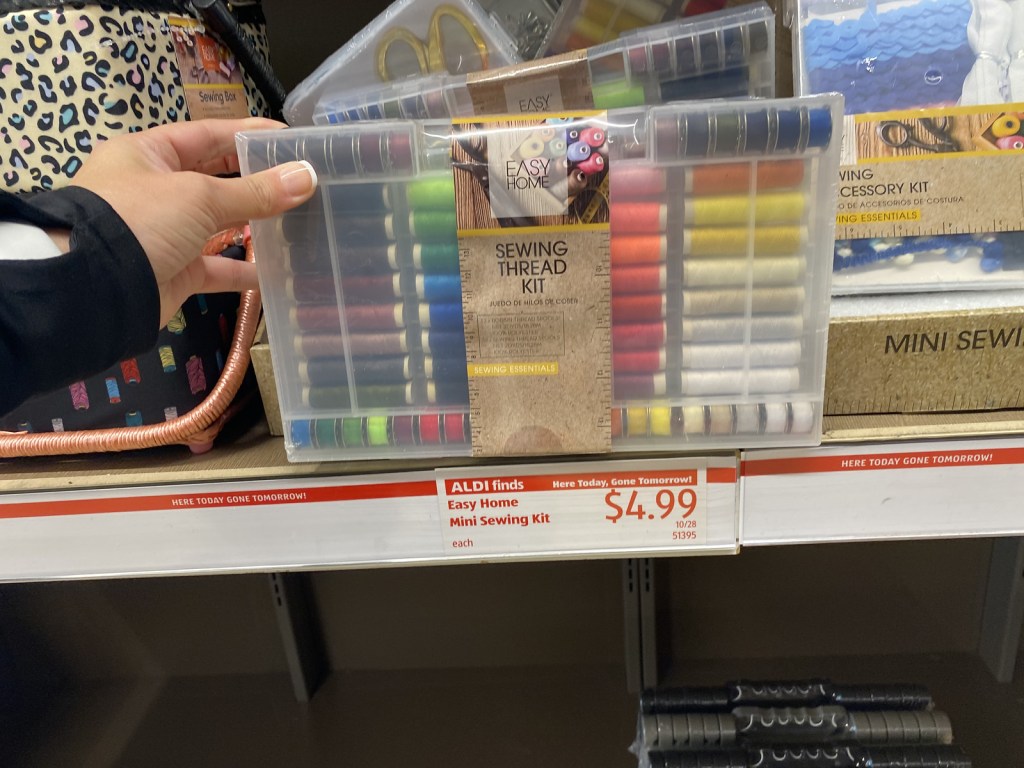 Sewing Box
EASY
EASY
HOME
SEWING
THREAD
KIT
JUEGO DE HILOS DE COSER
SEWING ESSENTIALS
WING
CCESSORY KIT
O DE ACCESORIOS DE COSTURA
WING ESSENTIALS
MINI SEWI
HERE TODAY GONE TOMORROW!
ALDI finds Here Today, Gone Tomorrow!
Easy Home
Mini Sewing Kit
each
$4.99
10/28
51395
HERE TODAY GONE TOMORROW!